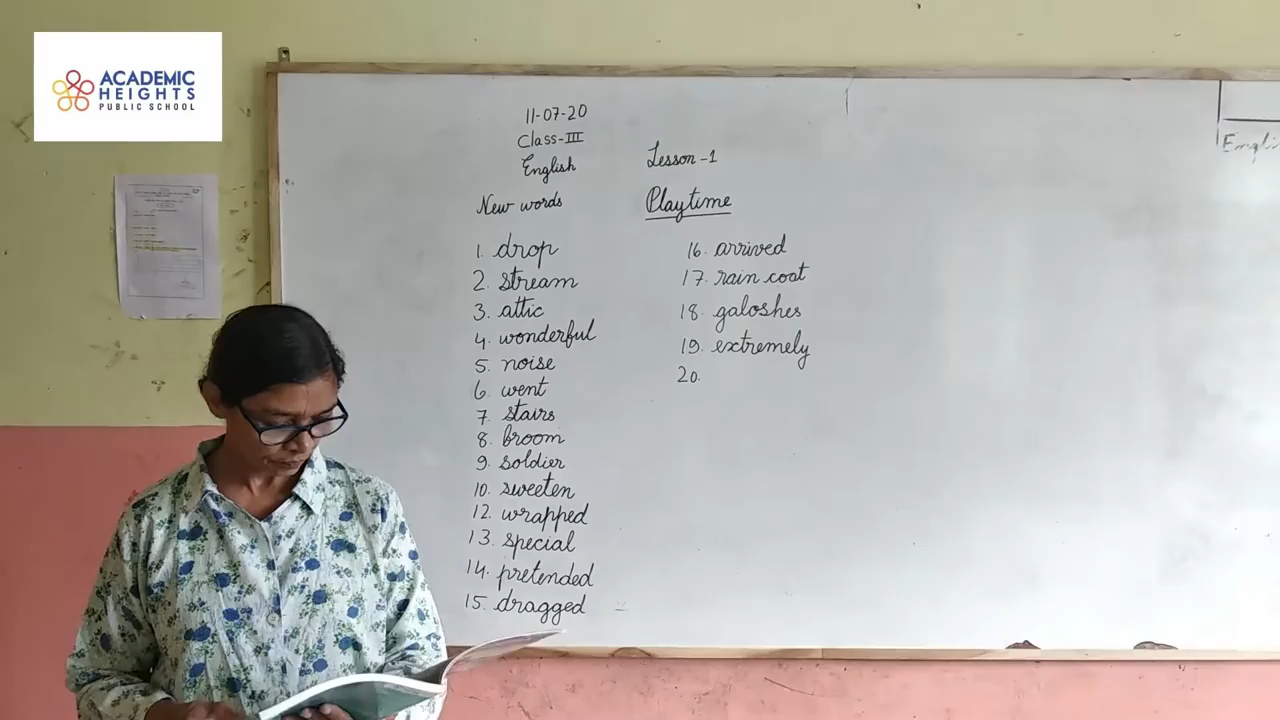 ACADEMIC
HEIGHTS
PUBLIC SCHOOL
11-07-20
Class-III
English
Lesson-1
New words
Playtime
1. drop
2. stream
3. attic
4. wonderful
5. noise
6. went
7. stairs
8. broom
9. soldier
10. sweeten
12. wrapped
13. special
14. pretended
15. dragged
16. arrived
17. rain coat
18. galoshes
19. extremely
20.
Engli